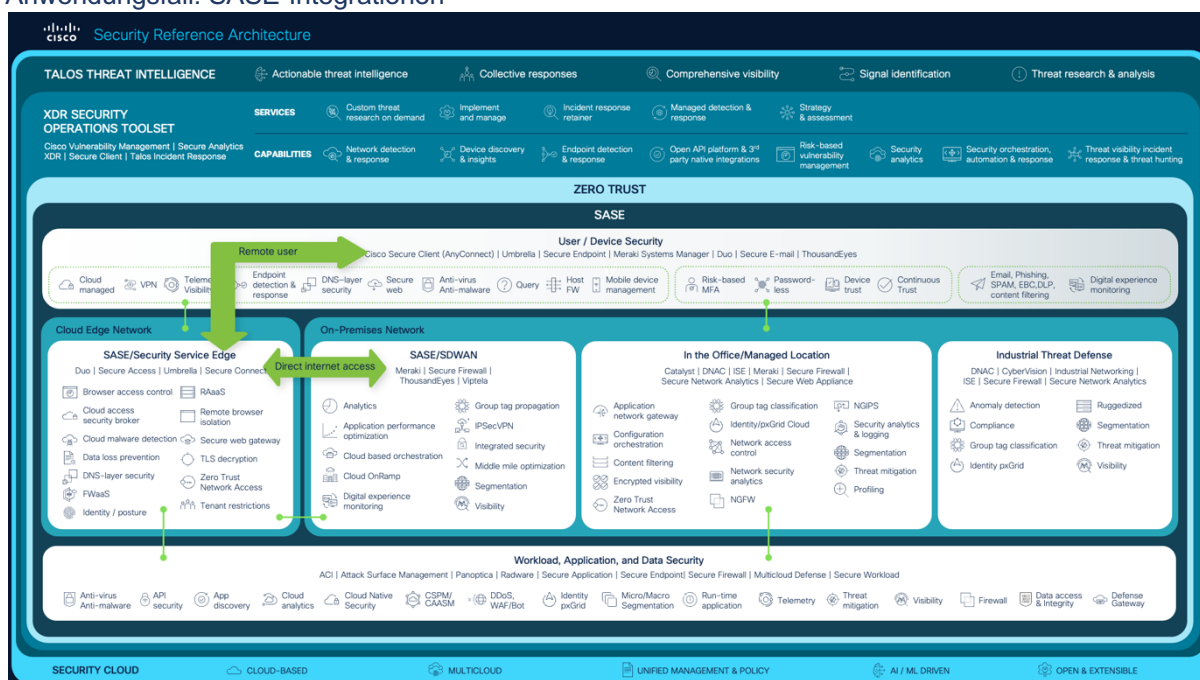 Anwendungsfall: SASE-Integrationen
CISCO Security Reference Architecture
TALOS THREAT INTELLIGENCE
Actionable threat intelligence
Collective responses
Comprehensive visibility
Signal identification
Threat research & analysis
XDR SECURITY
OPERATIONS TOOLSET
Cisco Vulnerability Management | Secure Analytics
XDR | Secure Client | Talos Incident Response
SERVICES
Custom threat
research on demand
Implement
and manage
Incident response
retainer
Managed detection &
response
Strategy
& assessment
CAPABILITIES
Network detection
& response
Device discovery
& insights
Endpoint detection
& response
Open API platform & 3rd
party native integrations
Risk-based
vulnerability
management
Security
analytics
Security orchestration,
automation & response
Threat visibility incident
response & threat hunting
ZERO TRUST
SASE
User / Device Security
Cisco Secure Client (AnyConnect) | Umbrella | Secure Endpoint | Meraki Systems Manager | Duo | Secure E-mail | ThousandEyes
Remote user
Cloud
managed
VPN
Visibility
Endpoint
detection &
response
DNS-layer
security
Secure
web
Anti-virus
Anti-malware
Query
Host
FW
Mobile device
management
Risk-based
MFA
Password-
less
Device
trust
Continuous
Trust
Email, Phishing,
SPAM, EBC,DLP,
content filtering
Digital experience
monitoring
Cloud Edge Network
SASE/Security Service Edge
Duo | Secure Access | Umbrella | Secure Connect
Browser access control
Cloud access
security broker
Cloud malware detection
Data loss prevention
DNS-layer security
FWaaS
Identity / posture
RAaaS
Remote browser
isolation
Secure web gateway
TLS decryption
Zero Trust
Network Access
Tenant restrictions
Direct internet access
On-Premises Network
SASE/SDWAN
Meraki | Secure Firewall |
ThousandEyes | Viptela
Analytics
Application performance
optimization
Cloud based orchestration
Cloud OnRamp
Digital experience
monitoring
Group tag propagation
IPSecVPN
Integrated security
Middle mile optimization
Segmentation
Visibility
In the Office/Managed Location
Catalyst | DNAC | ISE | Meraki | Secure Firewall |
Secure Network Analytics | Secure Web Appliance
Application
network gateway
Configuration
orchestration
Content filtering
Encrypted visibility
Zero Trust
Network Access
Group tag classification
Identity/pxGrid Cloud
Network access
control
Network security
analytics
NGFW
NGIPS
Security analytics
& logging
Segmentation
Threat mitigation
Profiling
Industrial Threat Defense
DNAC | CyberVision | Industrial Networking |
ISE | Secure Firewall | Secure Network Analytics
Anomaly detection
Compliance
Group tag classification
Identity pxGrid
Ruggedized
Segmentation
Threat mitigation
Visibility
Workload, Application, and Data Security
ACI | Attack Surface Management | Panoptica | Radware | Secure Application | Secure Endpoint| Secure Firewall | Multicloud Defense | Secure Workload
Anti-virus
Anti-malware
API
security
App
discovery
Cloud
analytics
Cloud Native
Security
CSPM/
CAASM
DDoS,
WAF/Bot
Identity
pxGrid
Micro/Macro
Segmentation
Run-time
application
Telemetry
Threat
mitigation
Visibility
Firewall
Data access
& Integrity
Defense
Gateway
SECURITY CLOUD
CLOUD-BASED
MULTICLOUD
UNIFIED MANAGEMENT & POLICY
AI / ML DRIVEN
OPEN & EXTENSIBLE